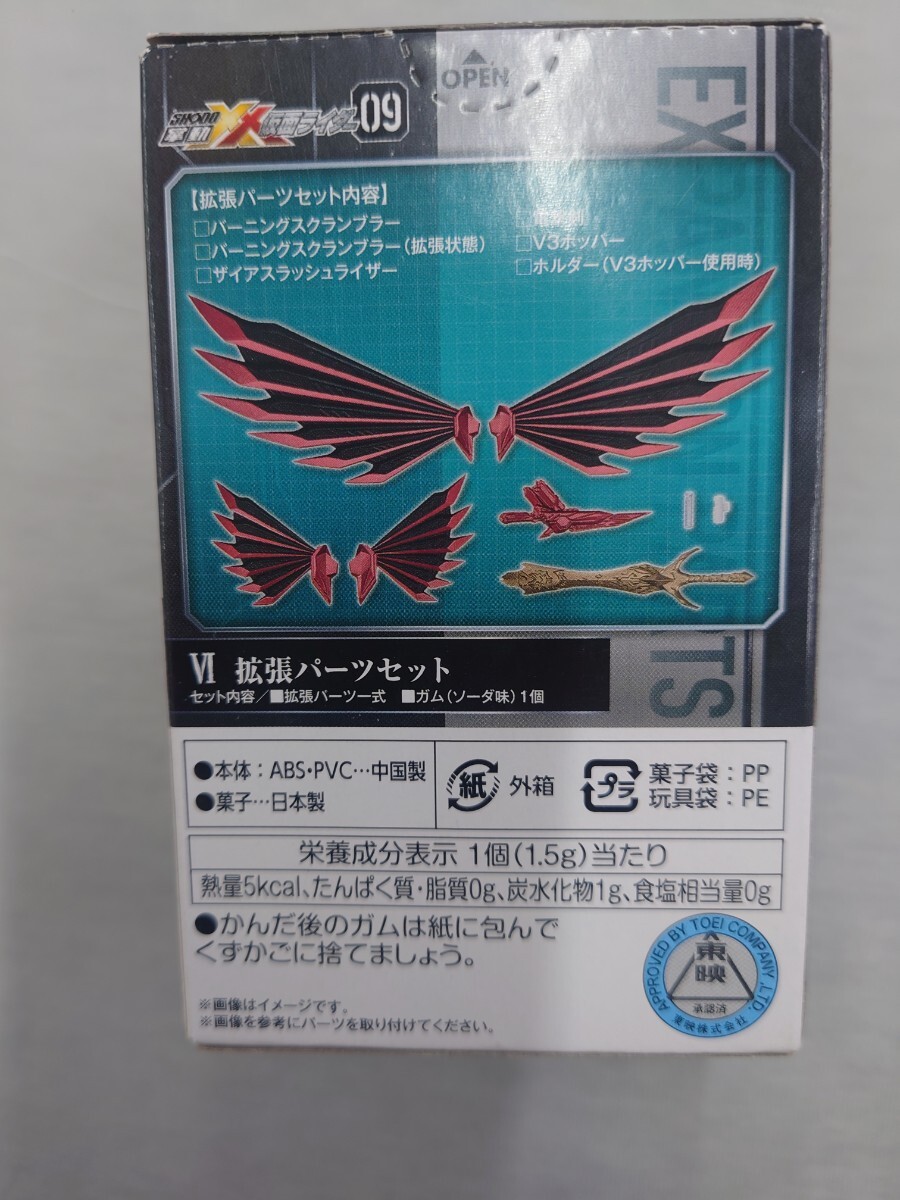 OPEN
SHODO XX 仮面ライダー 09
掌動
【拡張パーツセット内容】
□バーニングスクランブラー
□バーニングスクランブラー(拡張状態)
□ザイアスラッシュライザー
□V3ホッパー
□ホルダー(V3ホッパー使用時)
VI 拡張パーツセット
セット内容/■拡張パーツ一式 ■ガム(ソーダ味)1個
●本体:ABS・PVC…中国製
●菓子…日本製
紙 外箱
プラ 菓子袋:PP
玩具袋:PE
栄養成分表示 1個(1.5g)当たり
熱量5kcal、たんぱく質・脂質0g、炭水化物1g、食塩相当量0g
●かんだ後のガムは紙に包んで
くずかごに捨てましょう。
※画像はイメージです。
※画像を参考にパーツを取り付けてください。
APPROVED BY TOEI COMPANY, LTD.
東映
承認済
東映株式会社